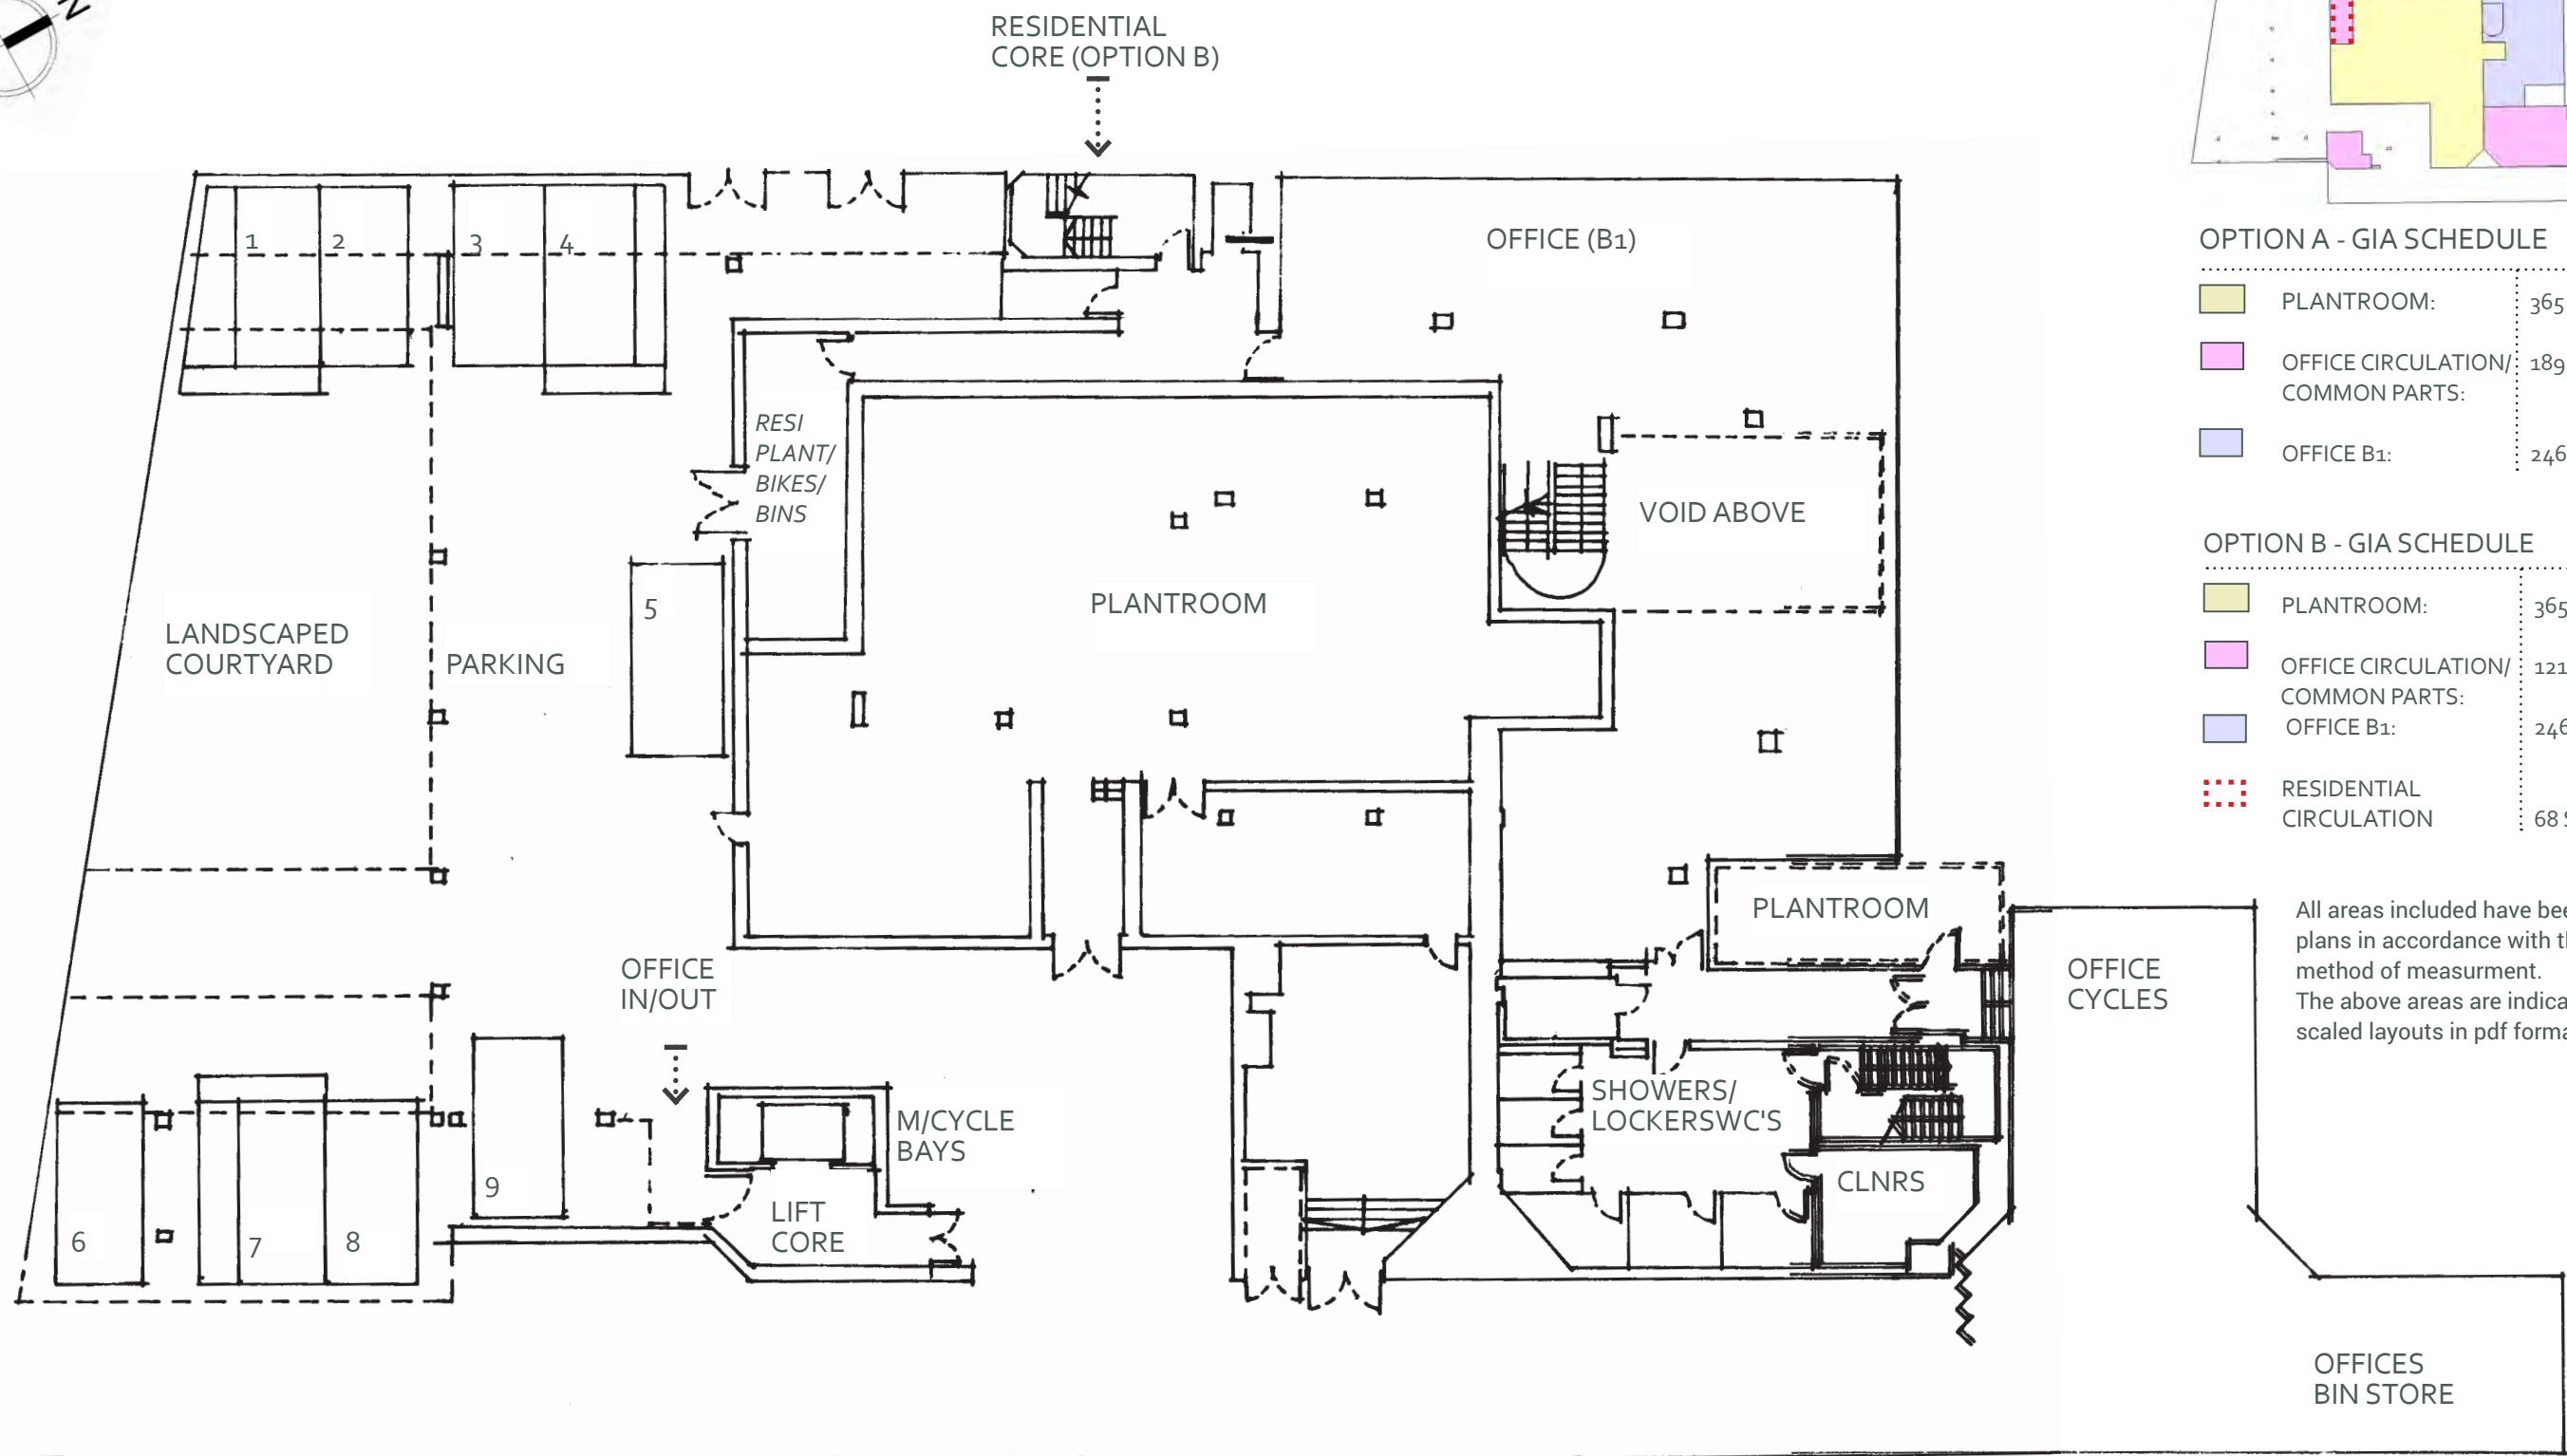 N
RESIDENTIAL
CORE (OPTION B)
1
2
3
4
OFFICE (B1)
RESI
PLANT/
BIKES/
BINS
VOID ABOVE
5
PLANTROOM
LANDSCAPED
COURTYARD
PARKING
PLANTROOM
OFFICE
IN/OUT
OFFICE
CYCLES
M/CYCLE
BAYS
SHOWERS/
LOCKERSWC'S
9
CLNRS
LIFT
CORE
6
7
8
OFFICES
BIN STORE
OPTION A - GIA SCHEDULE
PLANTROOM: 365
OFFICE CIRCULATION/ 189
COMMON PARTS:
OFFICE B1: 246
OPTION B - GIA SCHEDULE
PLANTROOM: 365
OFFICE CIRCULATION/ 121
COMMON PARTS:
OFFICE B1: 246
RESIDENTIAL
CIRCULATION 68
All areas included have
plans in accordance with
method of measurment.
The above areas are
scaled layouts in pdf